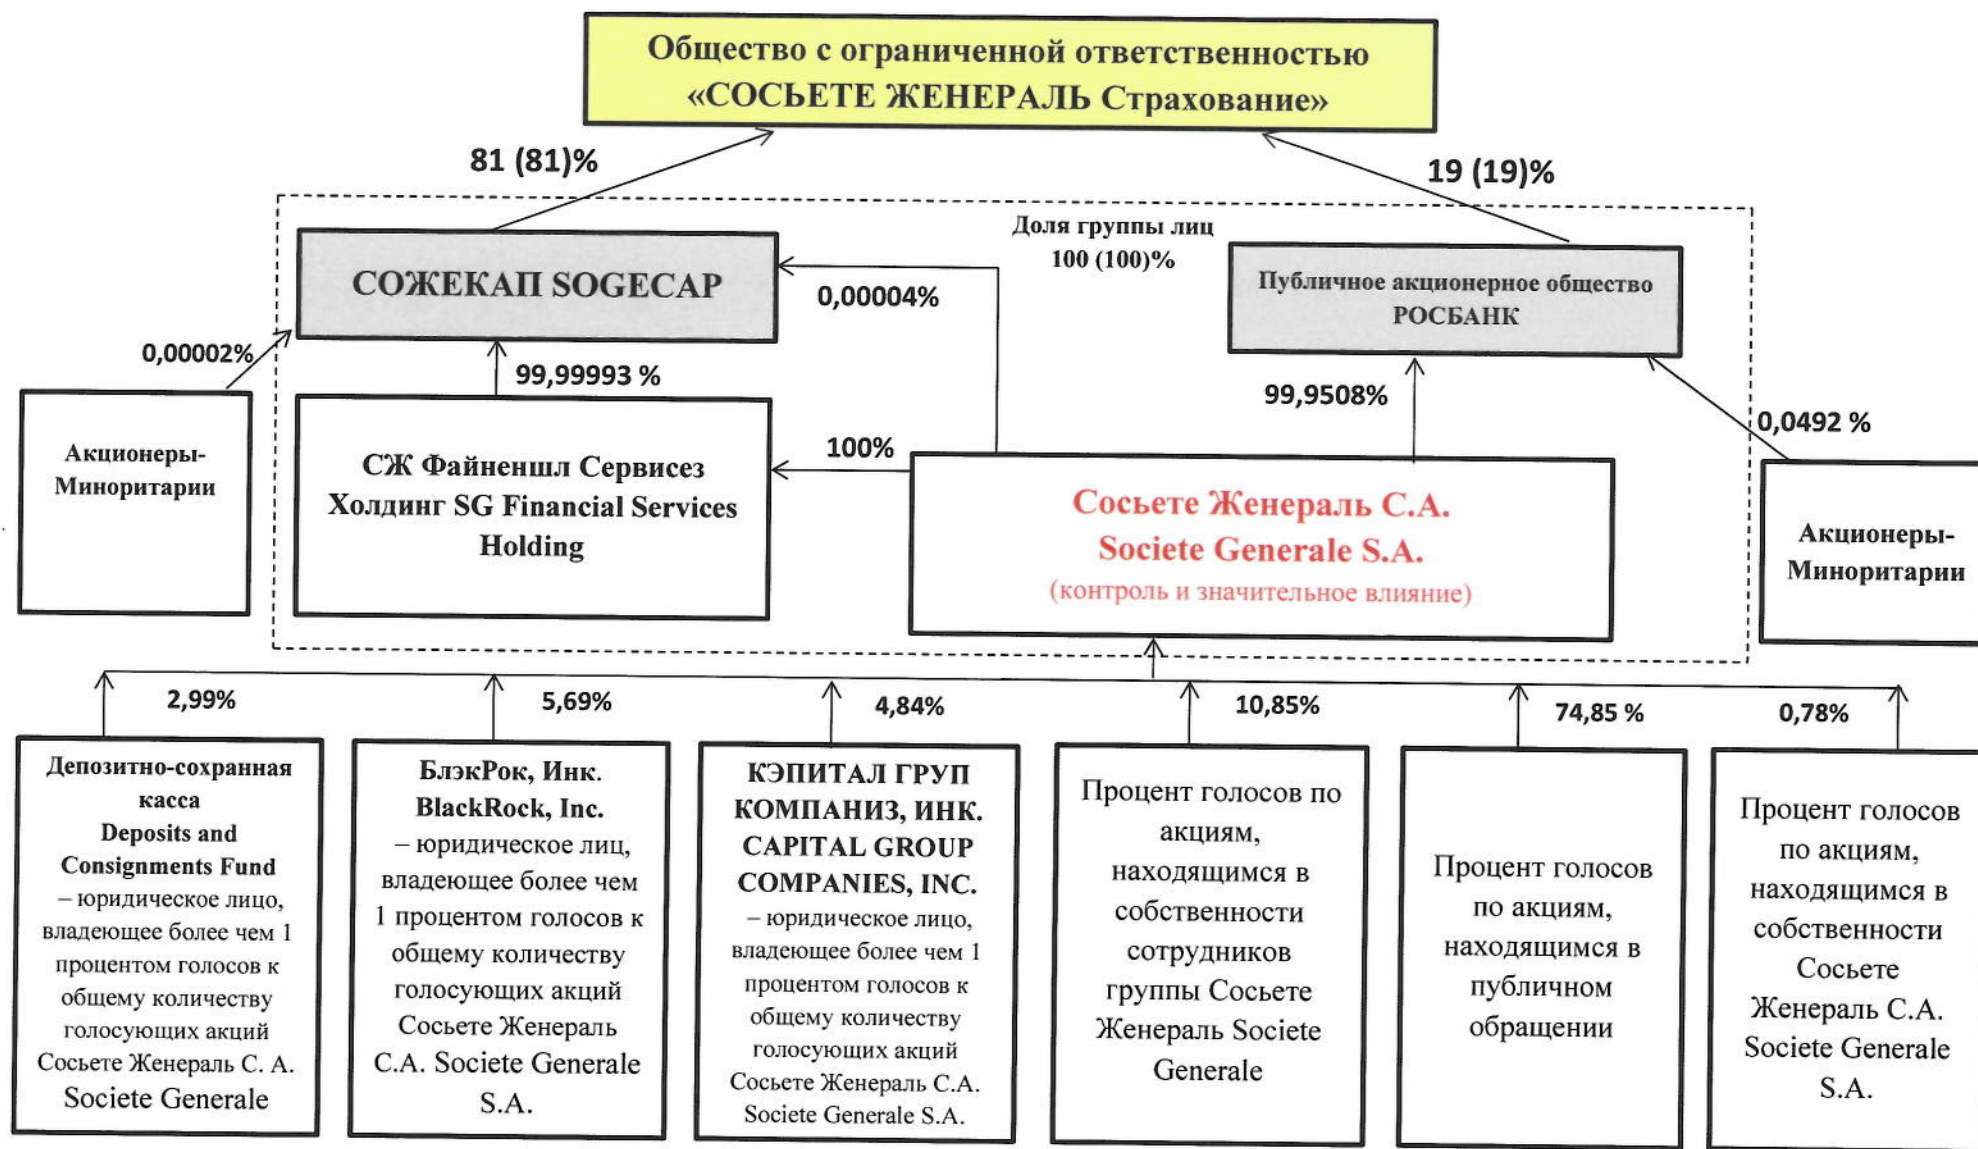 Общество с ограниченной ответственностью
«СОСЬЕТЕ ЖЕНЕРАЛЬ Страхование»
81 (81)%
19 (19)%
Доля группы лиц
100 (100)%
СОЖЕКАП SOGECAP
Публичное акционерное общество
РОСБАНК
0,00004%
0,00002%
99,99993 %
99,9508%
0,0492 %
Акционеры-
Миноритарии
СЖ Файненшл Сервисез
Холдинг SG Financial Services
Holding
100%
Сосьете Женераль С.А.
Societe Generale S.A.
(контроль и значительное влияние)
Акционеры-
Миноритарии
2,99%
5,69%
4,84%
10,85%
74,85 %
0,78%
Депозитно-сохранная
касса
Deposits and
Consignments Fund
– юридическое лицо,
владеющее более чем 1
процентом голосов к
общему количеству
голосующих акций
Сосьете Женераль С. А.
Societe Generale
БлэкРок, Инк.
BlackRock, Inc.
– юридическое лиц,
владеющее более чем
1 процентом голосов к
общему количеству
голосующих акций
Сосьете Женераль
С.А. Societe Generale
S.A.
КЭПИТАЛ ГРУП
КОМПАНИЗ, ИНК.
CAPITAL GROUP
COMPANIES, INC.
– юридическое лицо,
владеющее более чем 1
процентом голосов к
общему количеству
голосующих акций
Сосьете Женераль С.А.
Societe Generale S.A.
Процент голосов по
акциям,
находящимся в
собственности
сотрудников
группы Сосьете
Женераль Societe
Generale
Процент голосов
по акциям,
находящимся в
публичном
обращении
Процент голосов
по акциям,
находящимся в
собственности
Сосьете
Женераль С.А.
Societe Generale
S.A.